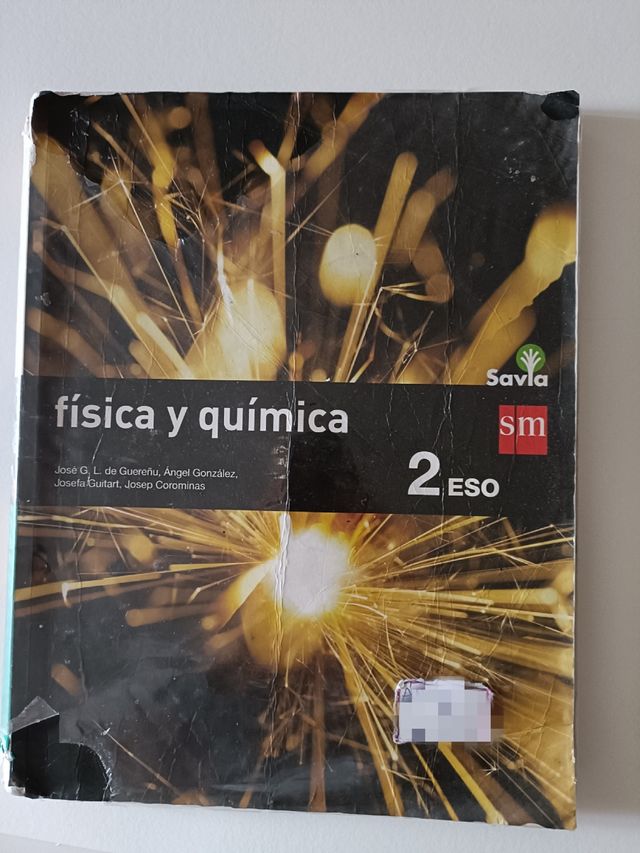 Savia
física y química
sm
José G. L. de Guereñu, Ángel González,
Josefa Guitart, Josep Corominas
2 ESO